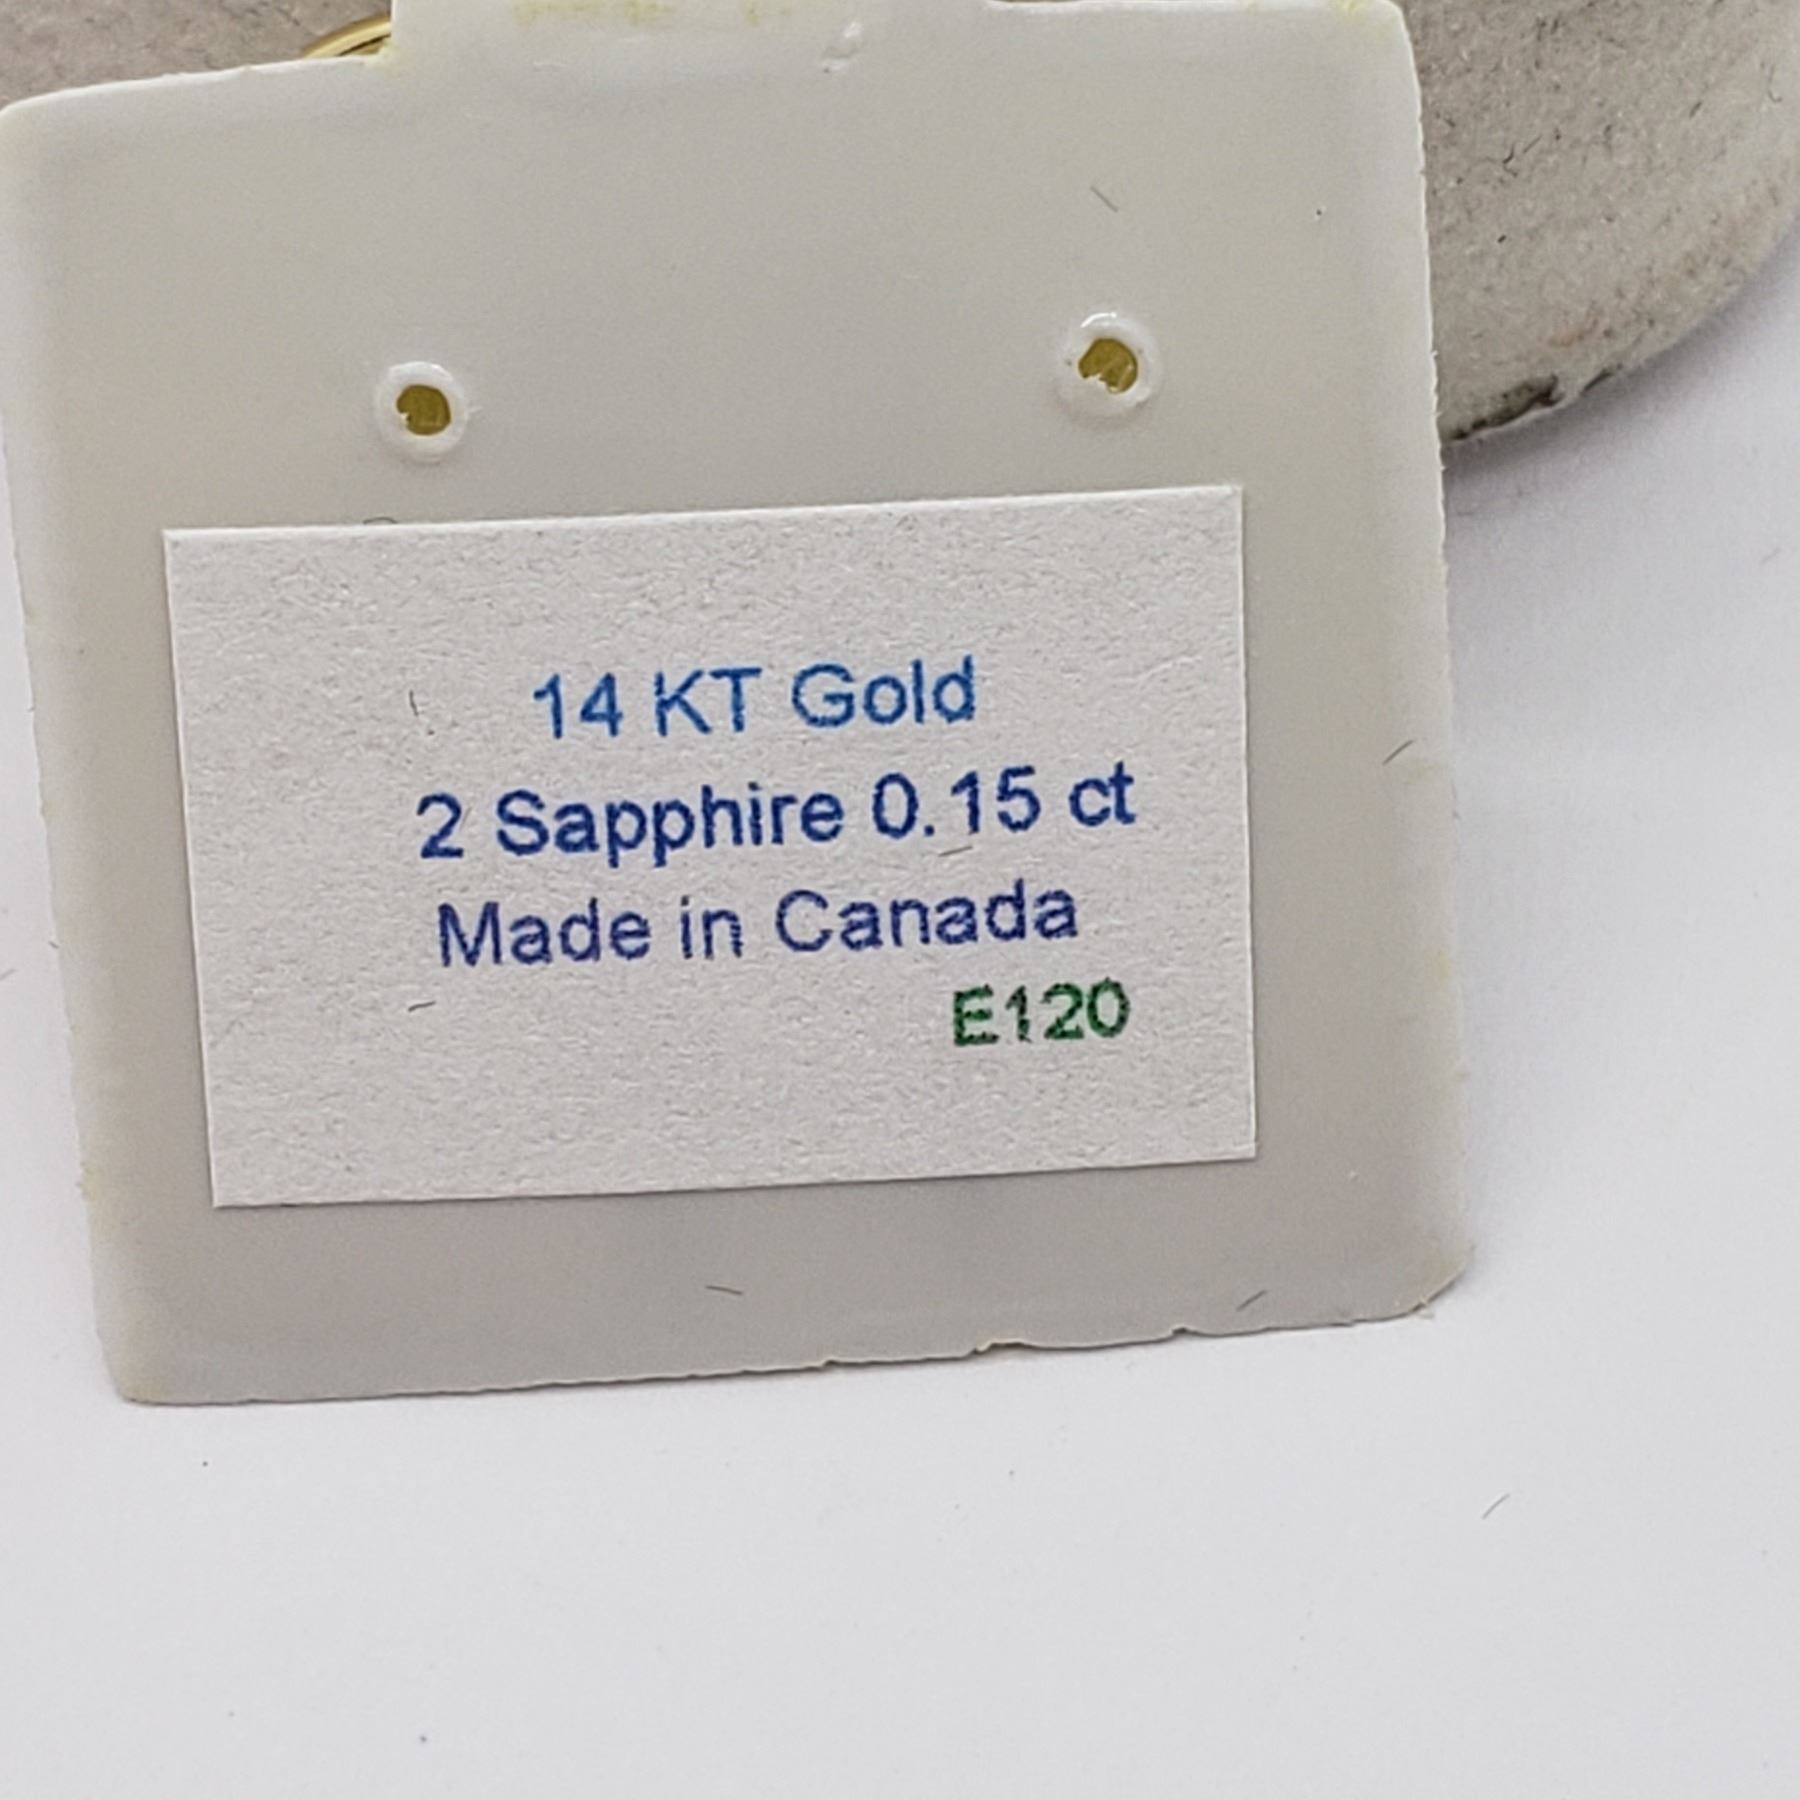 14 KT Gold
2 Sapphire 0.15 ct
Made in Canada
E120